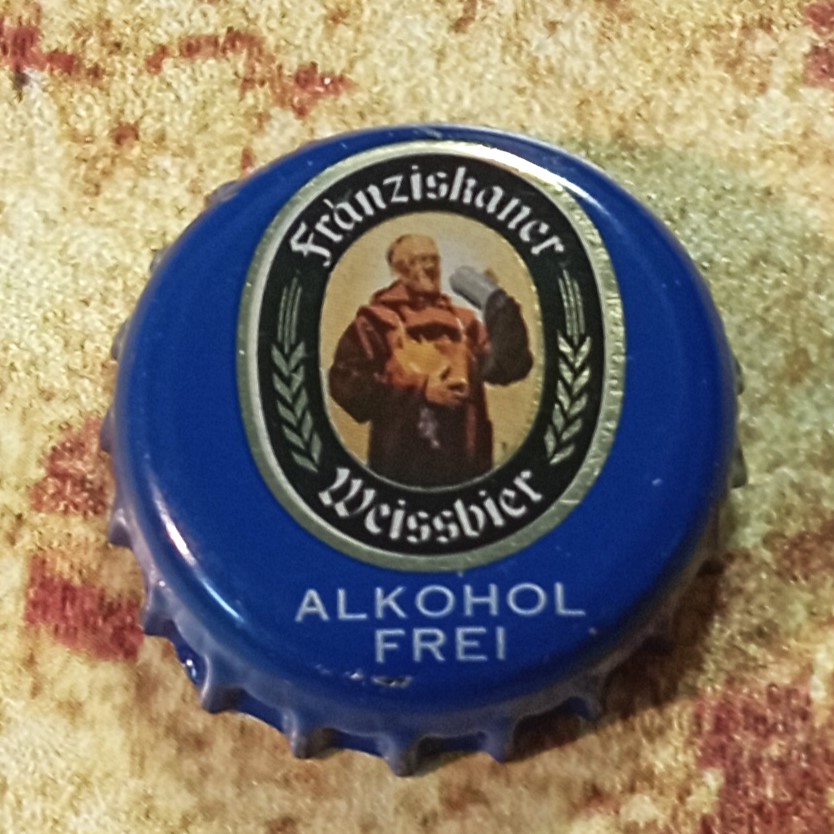 Franziskaner
Weissbier
ALKOHOL
FREI